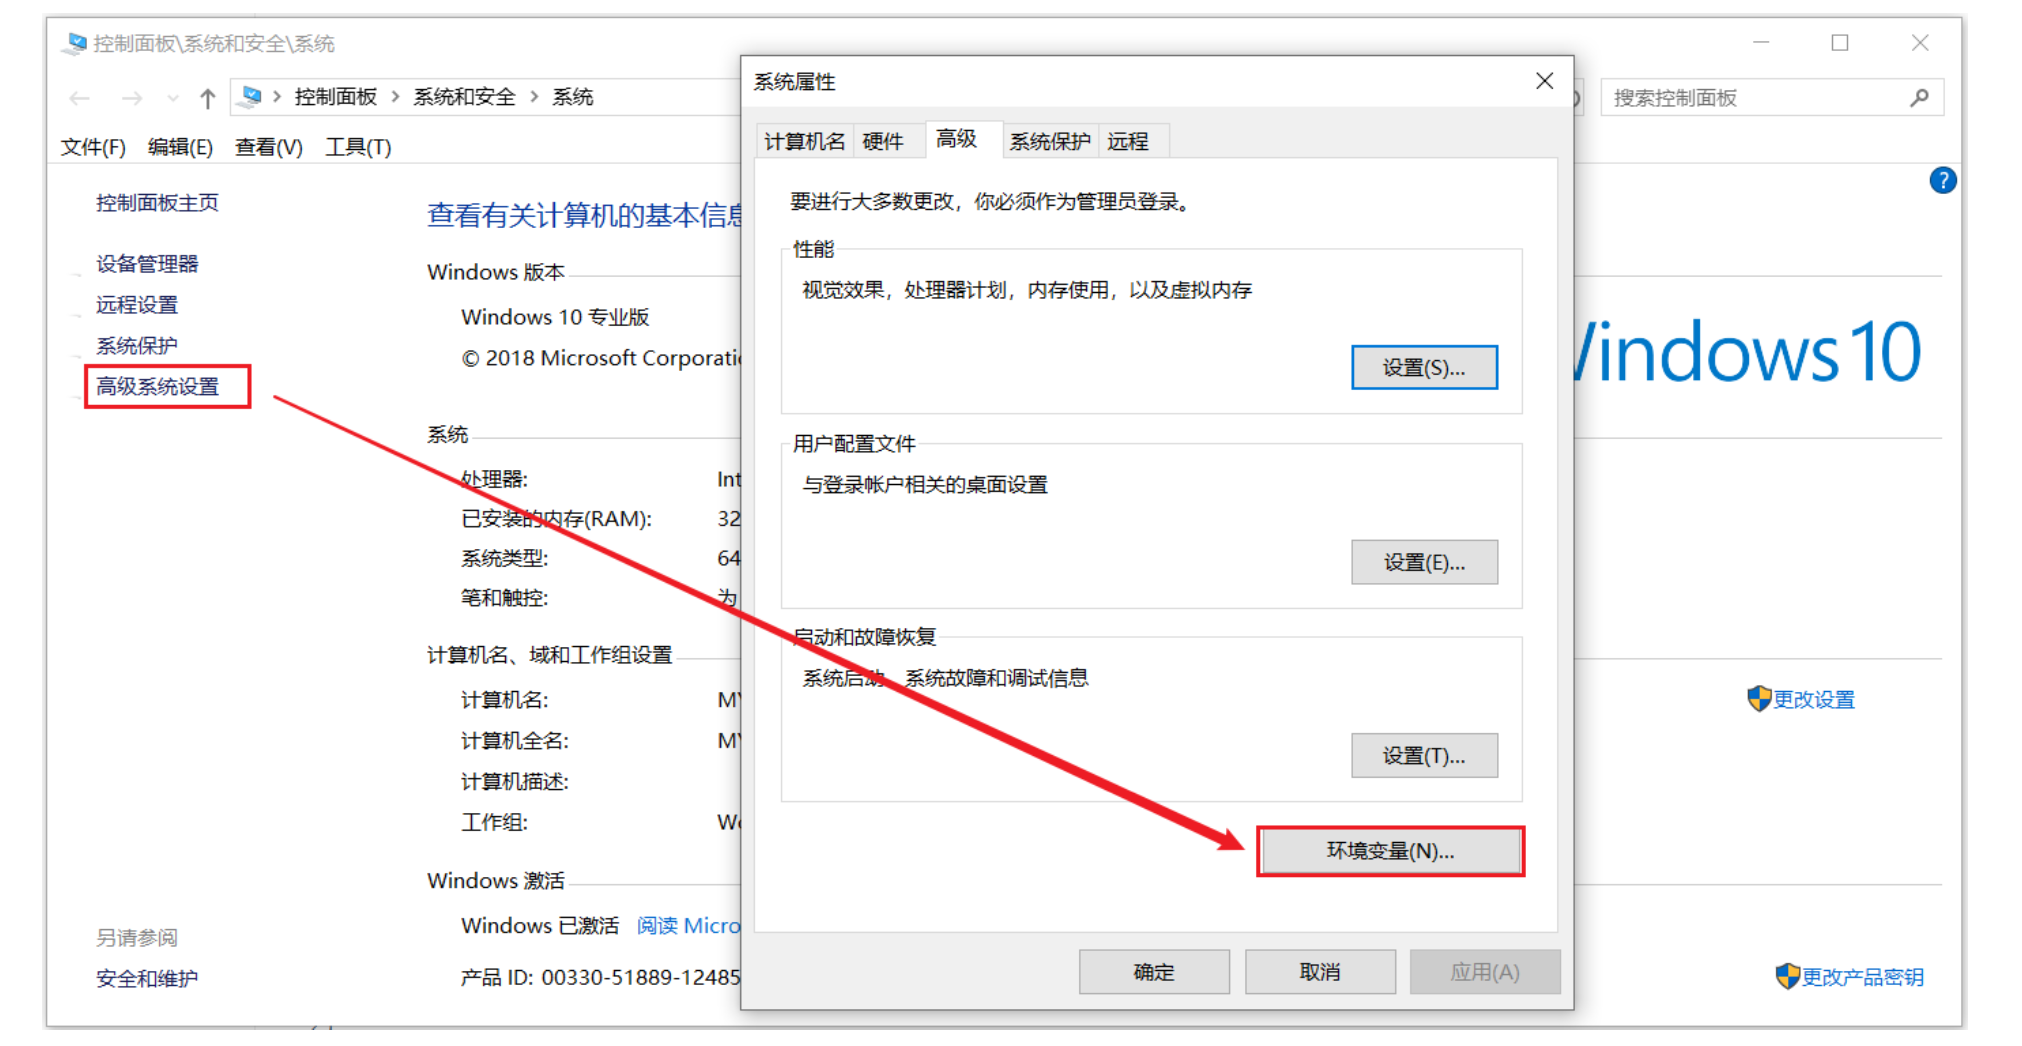 控制面板\系统和安全\系统
控制面板 系统和安全 系统
搜索控制面板
文件(F) 编辑(E) 查看(V) 工具(T)
控制面板主页
设备管理器
远程设置
系统保护
高级系统设置
另请参阅
安全和维护
查看有关计算机的基本信息
Windows 版本
Windows 10 专业版
© 2018 Microsoft Corporatic
indows 10
系统
处理器: Int
已安装的内存(RAM): 32
系统类型: 64
笔和触控: 为
计算机名、域和工作组设置
计算机名: MY
计算机全名: MY
计算机描述:
工作组: Wo
更改设置
Windows 激活
Windows 已激活 阅读 Micro
产品 ID: 00330-51889-12485
更改产品密钥
系统属性
计算机名 硬件 高级 系统保护 远程
要进行大多数更改，你必须作为管理员登录。
性能
视觉效果，处理器计划，内存使用，以及虚拟内存
设置(S)...
用户配置文件
与登录帐户相关的桌面设置
设置(E)...
启动和故障恢复
系统启动、系统故障和调试信息
设置(T)...
环境变量(N)...
确定 取消 应用(A)